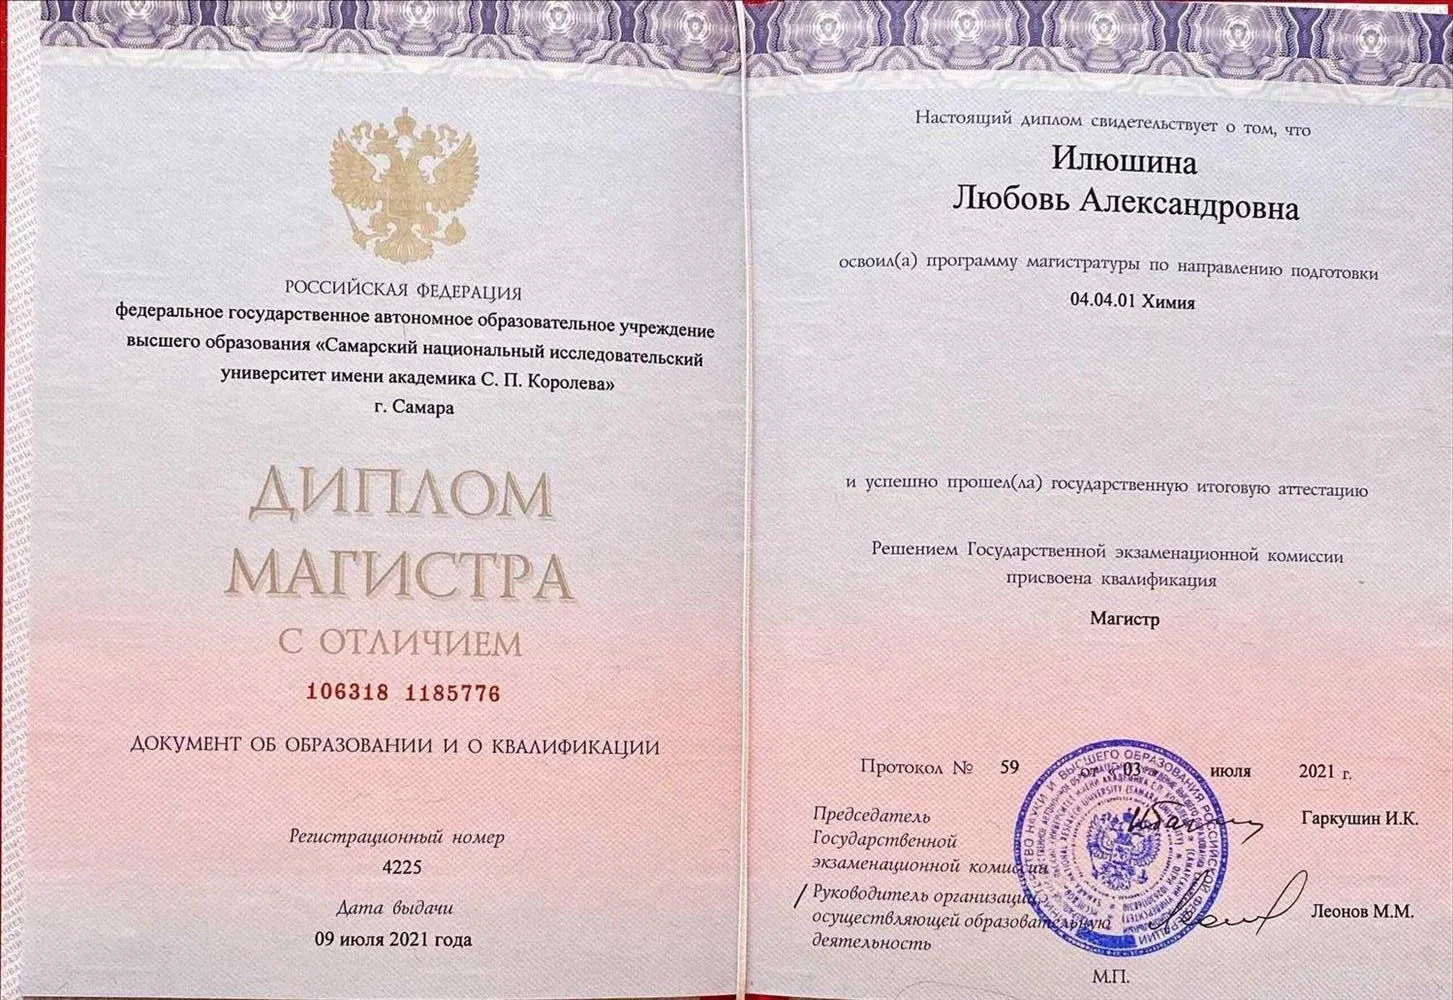 РОССИЙСКАЯ ФЕДЕРАЦИЯ
федеральное государственное автономное образовательное учреждение
высшего образования «Самарский национальный исследовательский
университет имени академика С. П. Королева»
г. Самара
ДИПЛОМ
МАГИСТРА
С ОТЛИЧИЕМ
106318 1185776
ДОКУМЕНТ ОБ ОБРАЗОВАНИИ И О КВАЛИФИКАЦИИ
Регистрационный номер
4225
Дата выдачи
09 июля 2021 года
Настоящий диплом свидетельствует о том, что
Илюшина
Любовь Александровна
освоил(а) программу магистратуры по направлению подготовки
04.04.01 Химия
и успешно прошел(ла) государственную итоговую аттестацию
Решением Государственной экзаменационной комиссии
присвоена квалификация
Магистр
Протокол № 59 от « 03 » июля 2021 г.
Председатель
Государственной
экзаменационной комиссии
Гаркушин И.К.
Руководитель организации,
осуществляющей образовательную
деятельность
Леонов М.М.
М.П.